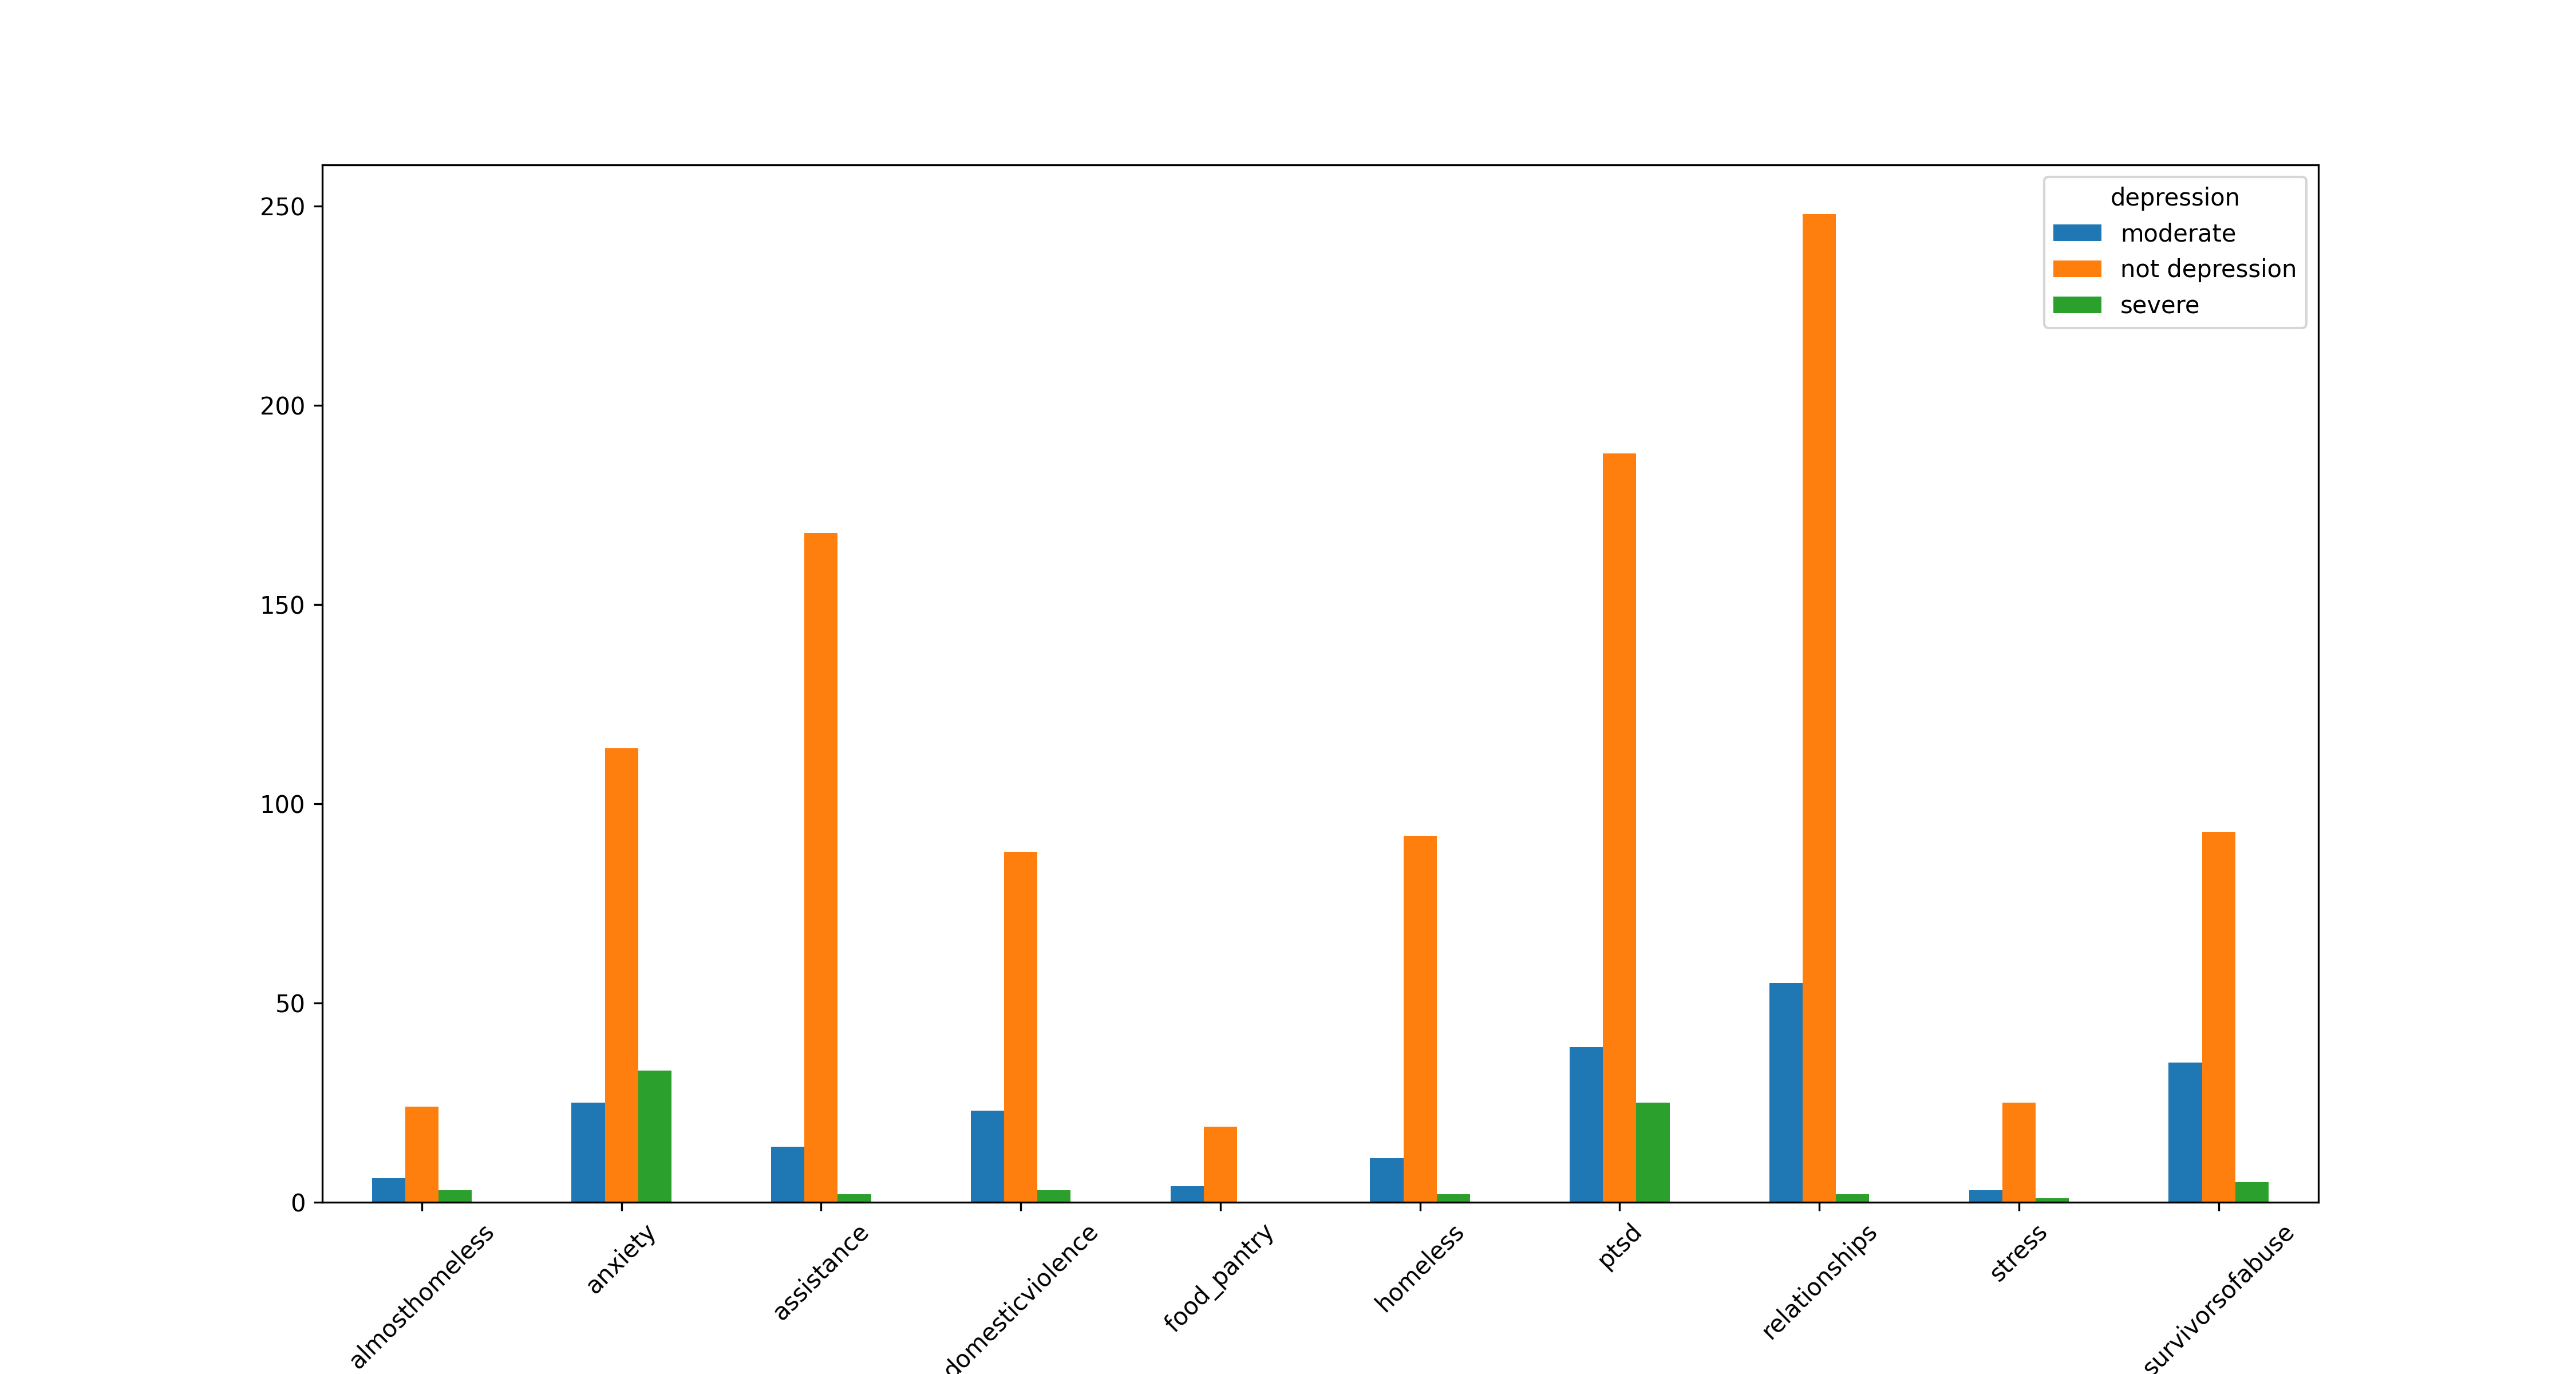 250
200
150
100
50
0
depression
moderate
not depression
severe
almosthomeless
anxiety
assistance
domesticviolence
food_pantry
homeless
ptsd
relationships
stress
survivorsofabuse